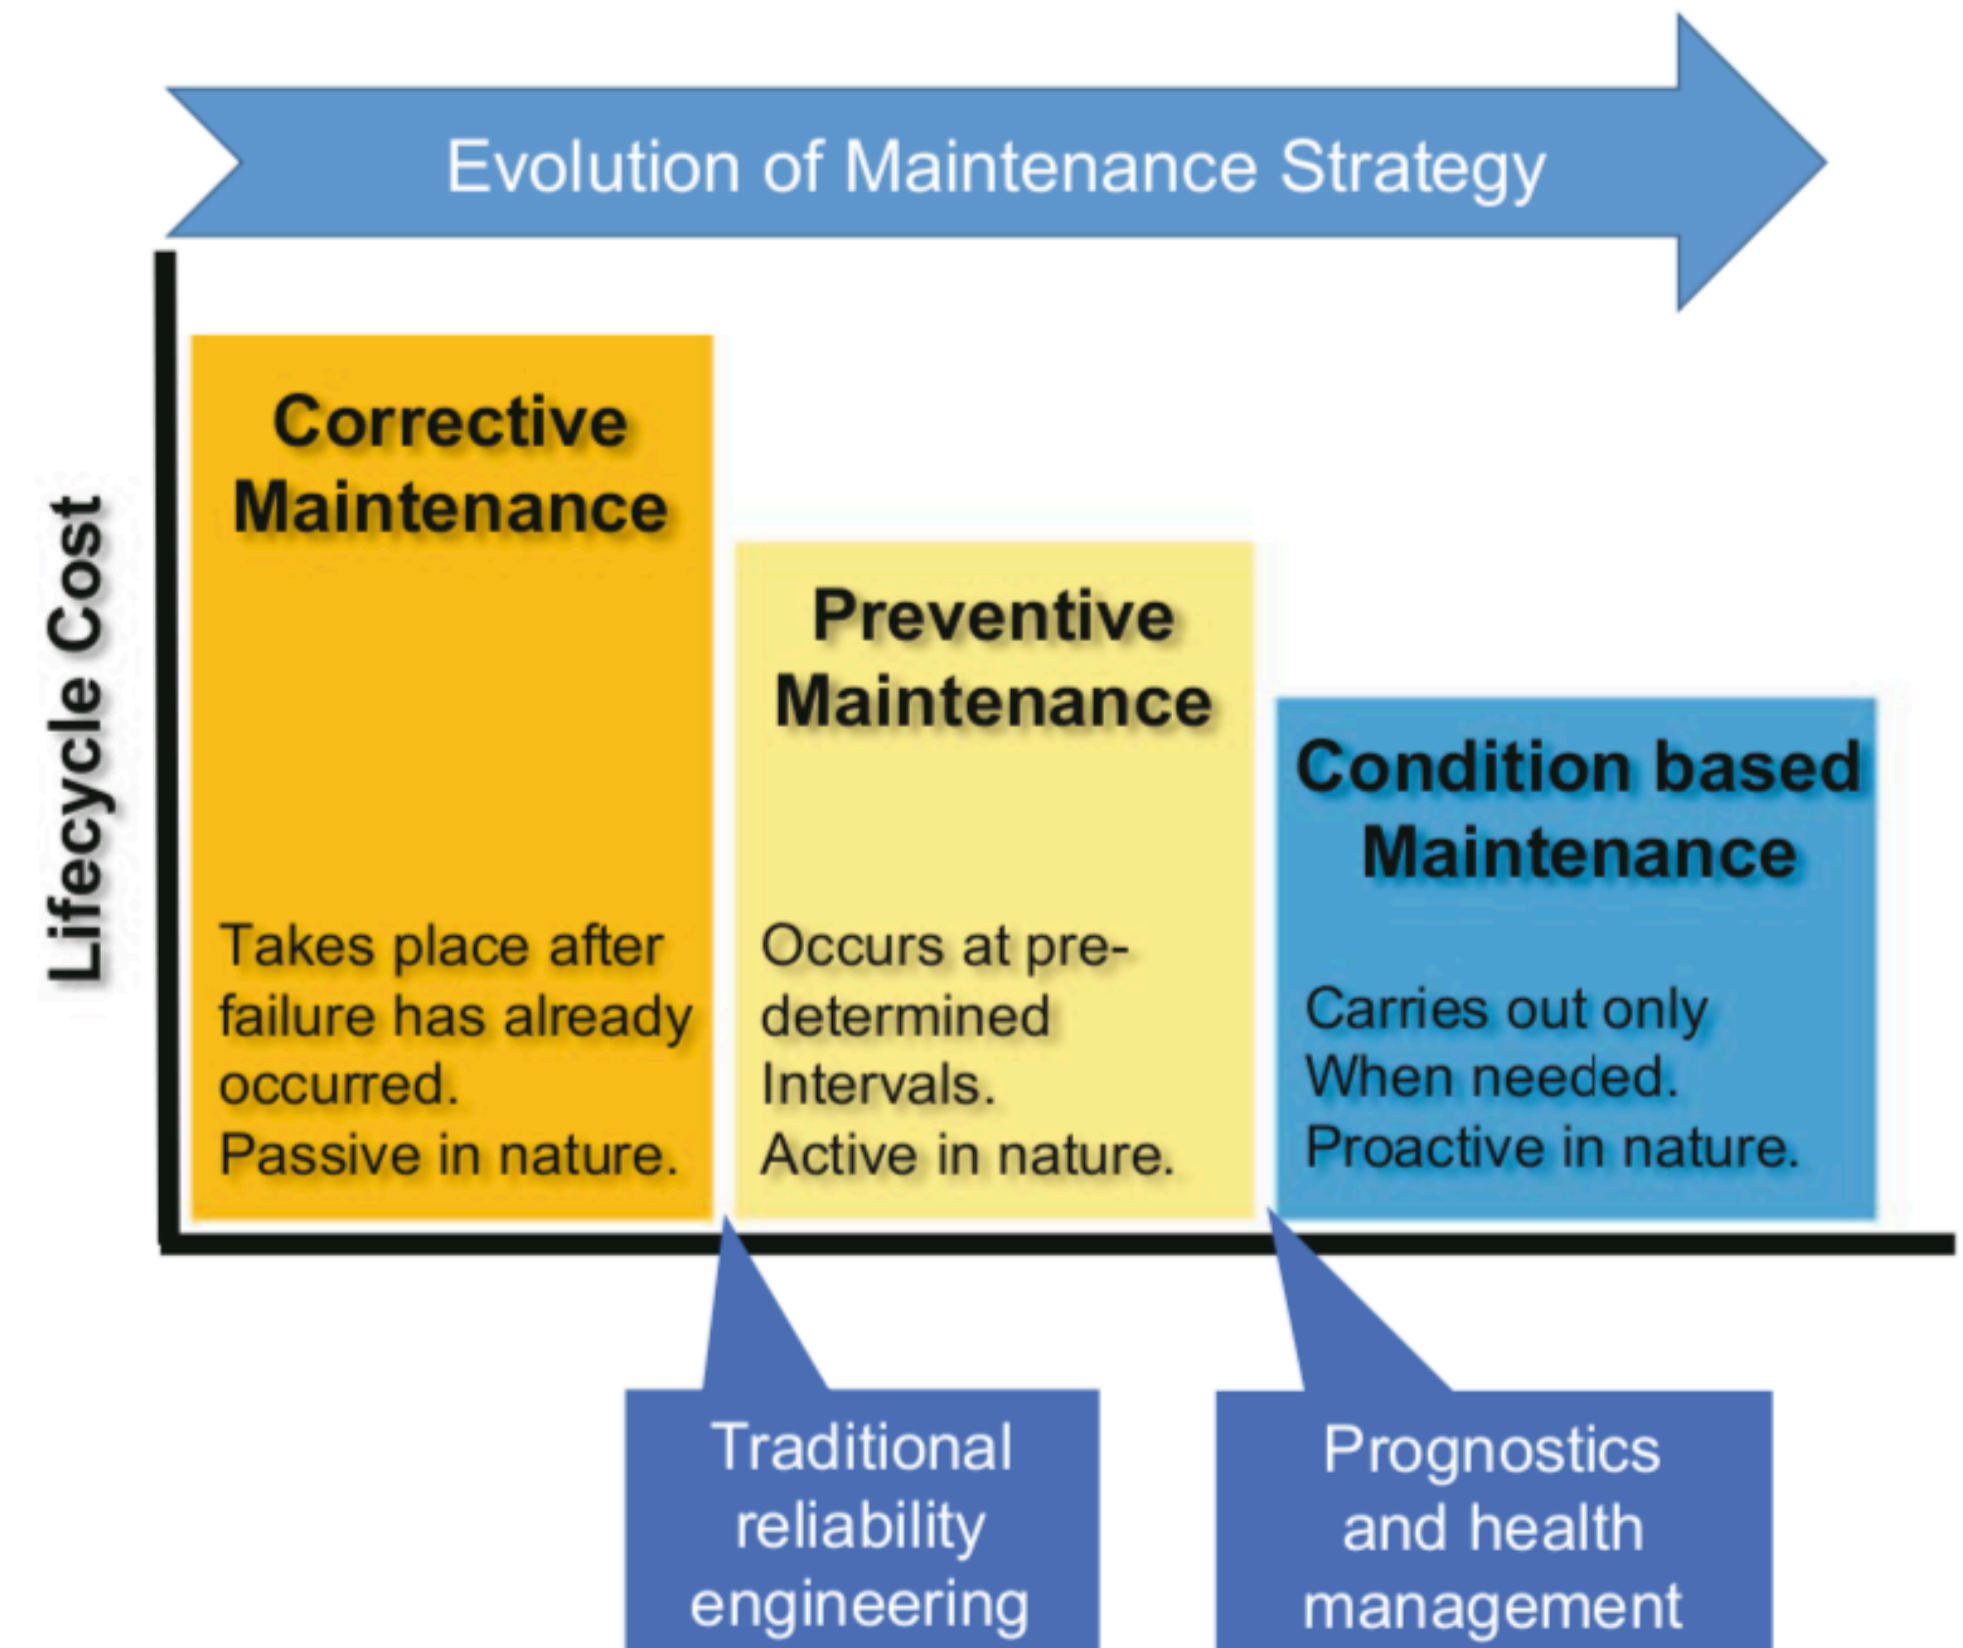 Evolution of Maintenance Strategy
Lifecycle Cost
Corrective
Maintenance
Takes place after
failure has already
occurred.
Passive in nature.
Preventive
Maintenance
Occurs at pre-
determined
Intervals.
Active in nature.
Condition based
Maintenance
Carries out only
When needed.
Proactive in nature.
Traditional
reliability
engineering
Prognostics
and health
management